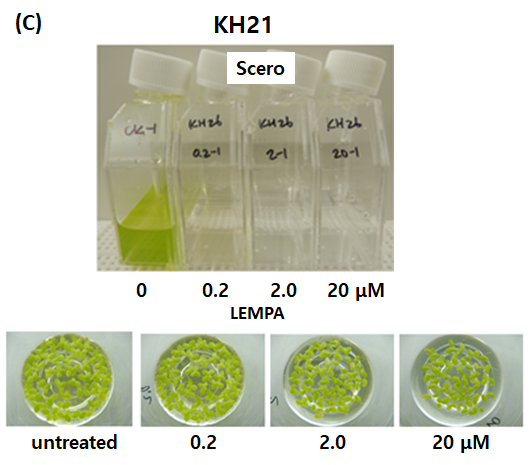 (C)
KH21
Scero
UK-1 KH26 KH26 KH26
0.2-1 2-1 20-1
0 0.2 2.0 20 μM
LEMPA
untreated 0.2 2.0 20 μM